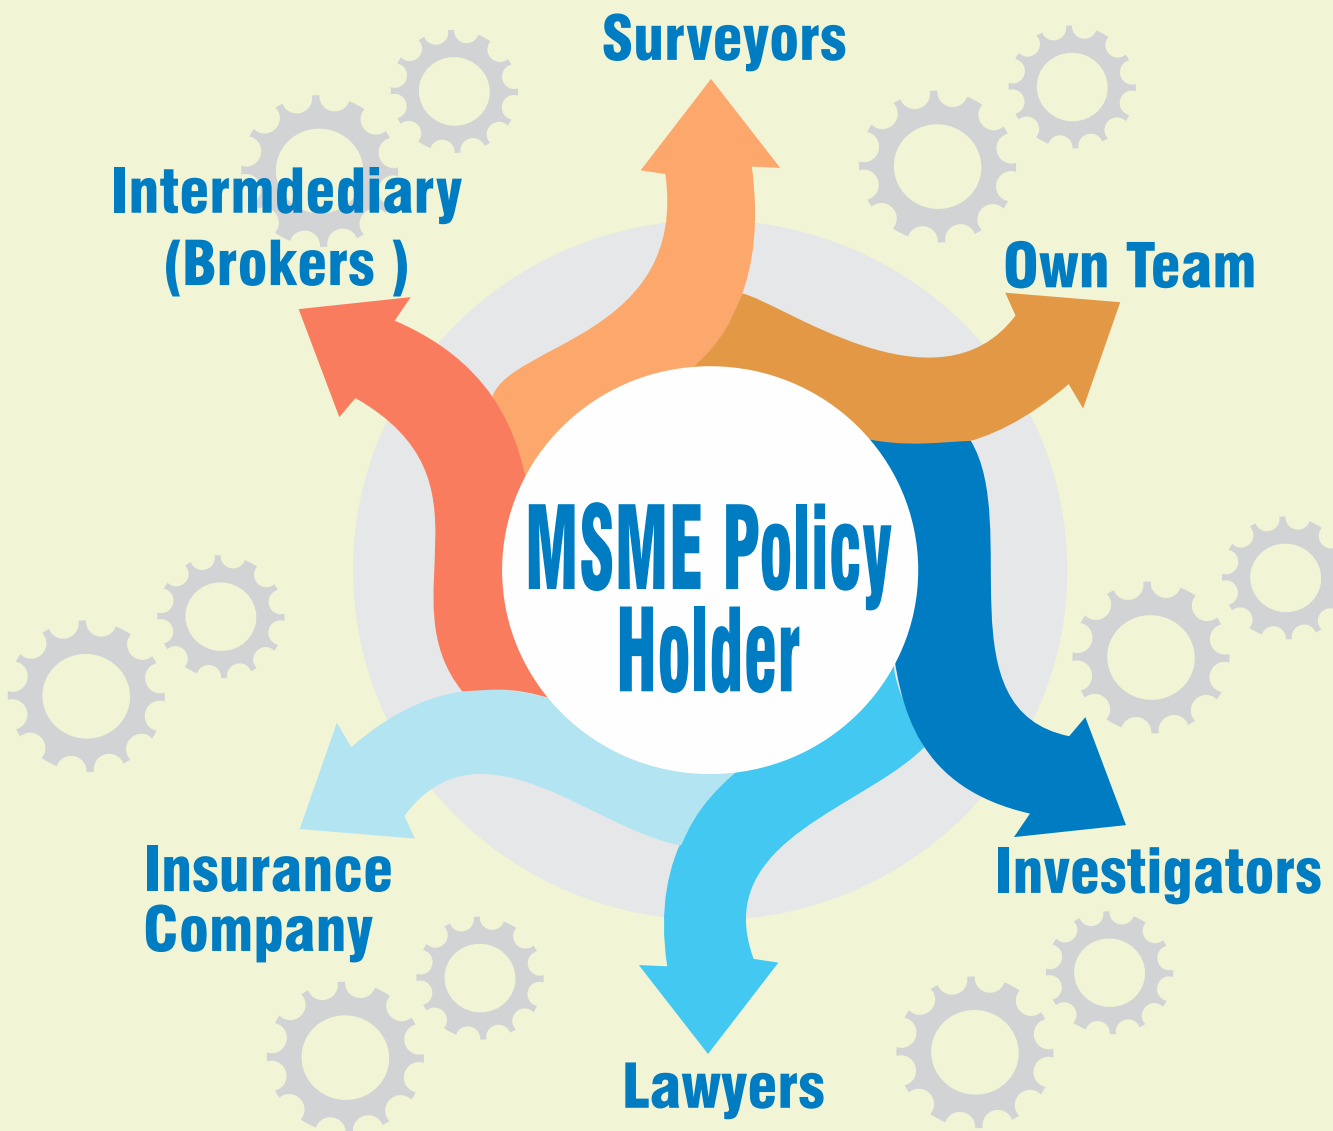 Surveyors
Intermdediary
(Brokers )
Own Team
MSME Policy
Holder
Insurance
Company
Investigators
Lawyers